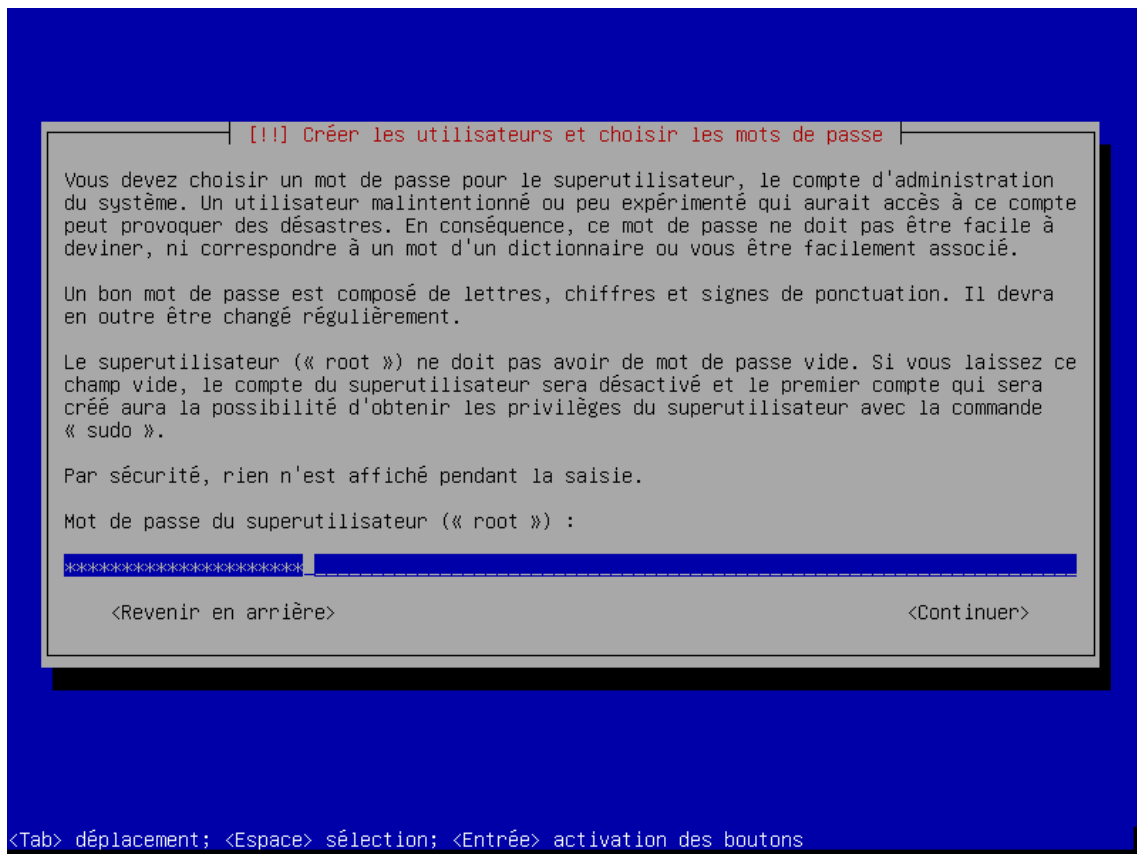 [!!] Créer les utilisateurs et choisir les mots de passe
Vous devez choisir un mot de passe pour le superutilisateur, le compte d'administration
du système. Un utilisateur malintentionné ou peu expérimenté qui aurait accès à ce compte
peut provoquer des désastres. En conséquence, ce mot de passe ne doit pas être facile à
deviner, ni correspondre à un mot d'un dictionnaire ou vous être facilement associé.
Un bon mot de passe est composé de lettres, chiffres et signes de ponctuation. Il devra
en outre être changé régulièrement.
Le superutilisateur (« root ») ne doit pas avoir de mot de passe vide. Si vous laissez ce
champ vide, le compte du superutilisateur sera désactivé et le premier compte qui sera
créé aura la possibilité d'obtenir les privilèges du superutilisateur avec la commande
« sudo ».
Par sécurité, rien n'est affiché pendant la saisie.
Mot de passe du superutilisateur (« root ») :
*********************
<Revenir en arrière> <Continuer>
<Tab> déplacement; <Espace> sélection; <Entrée> activation des boutons